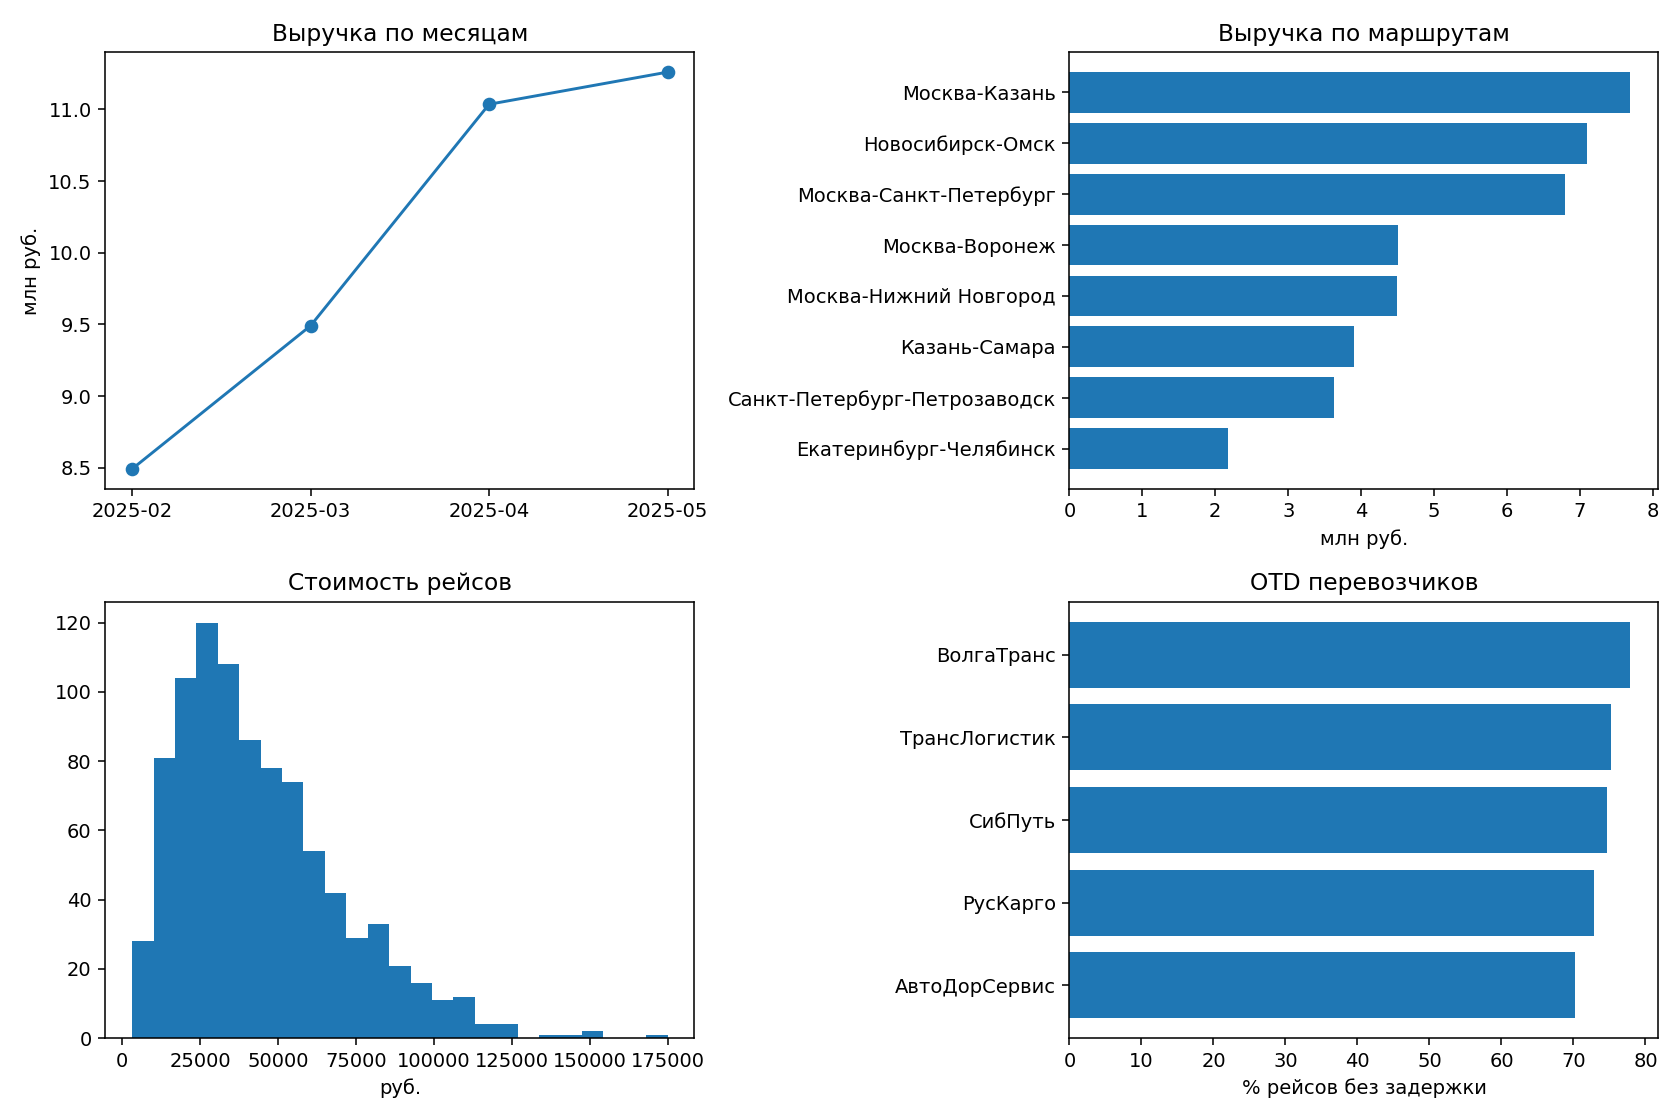 Выручка по месяцам
млн руб.
11.0
10.5
10.0
9.5
9.0
8.5
2025-02 2025-03 2025-04 2025-05
Выручка по маршрутам
Москва-Казань
Новосибирск-Омск
Москва-Санкт-Петербург
Москва-Воронеж
Москва-Нижний Новгород
Казань-Самара
Санкт-Петербург-Петрозаводск
Екатеринбург-Челябинск
0 1 2 3 4 5 6 7 8
млн руб.
Стоимость рейсов
120
100
80
60
40
20
0
0 25000 50000 75000 100000 125000 150000 175000
руб.
OTD перевозчиков
ВолгаТранс
ТрансЛогистик
СибПуть
РусКарго
АвтоДорСервис
0 10 20 30 40 50 60 70 80
% рейсов без задержки